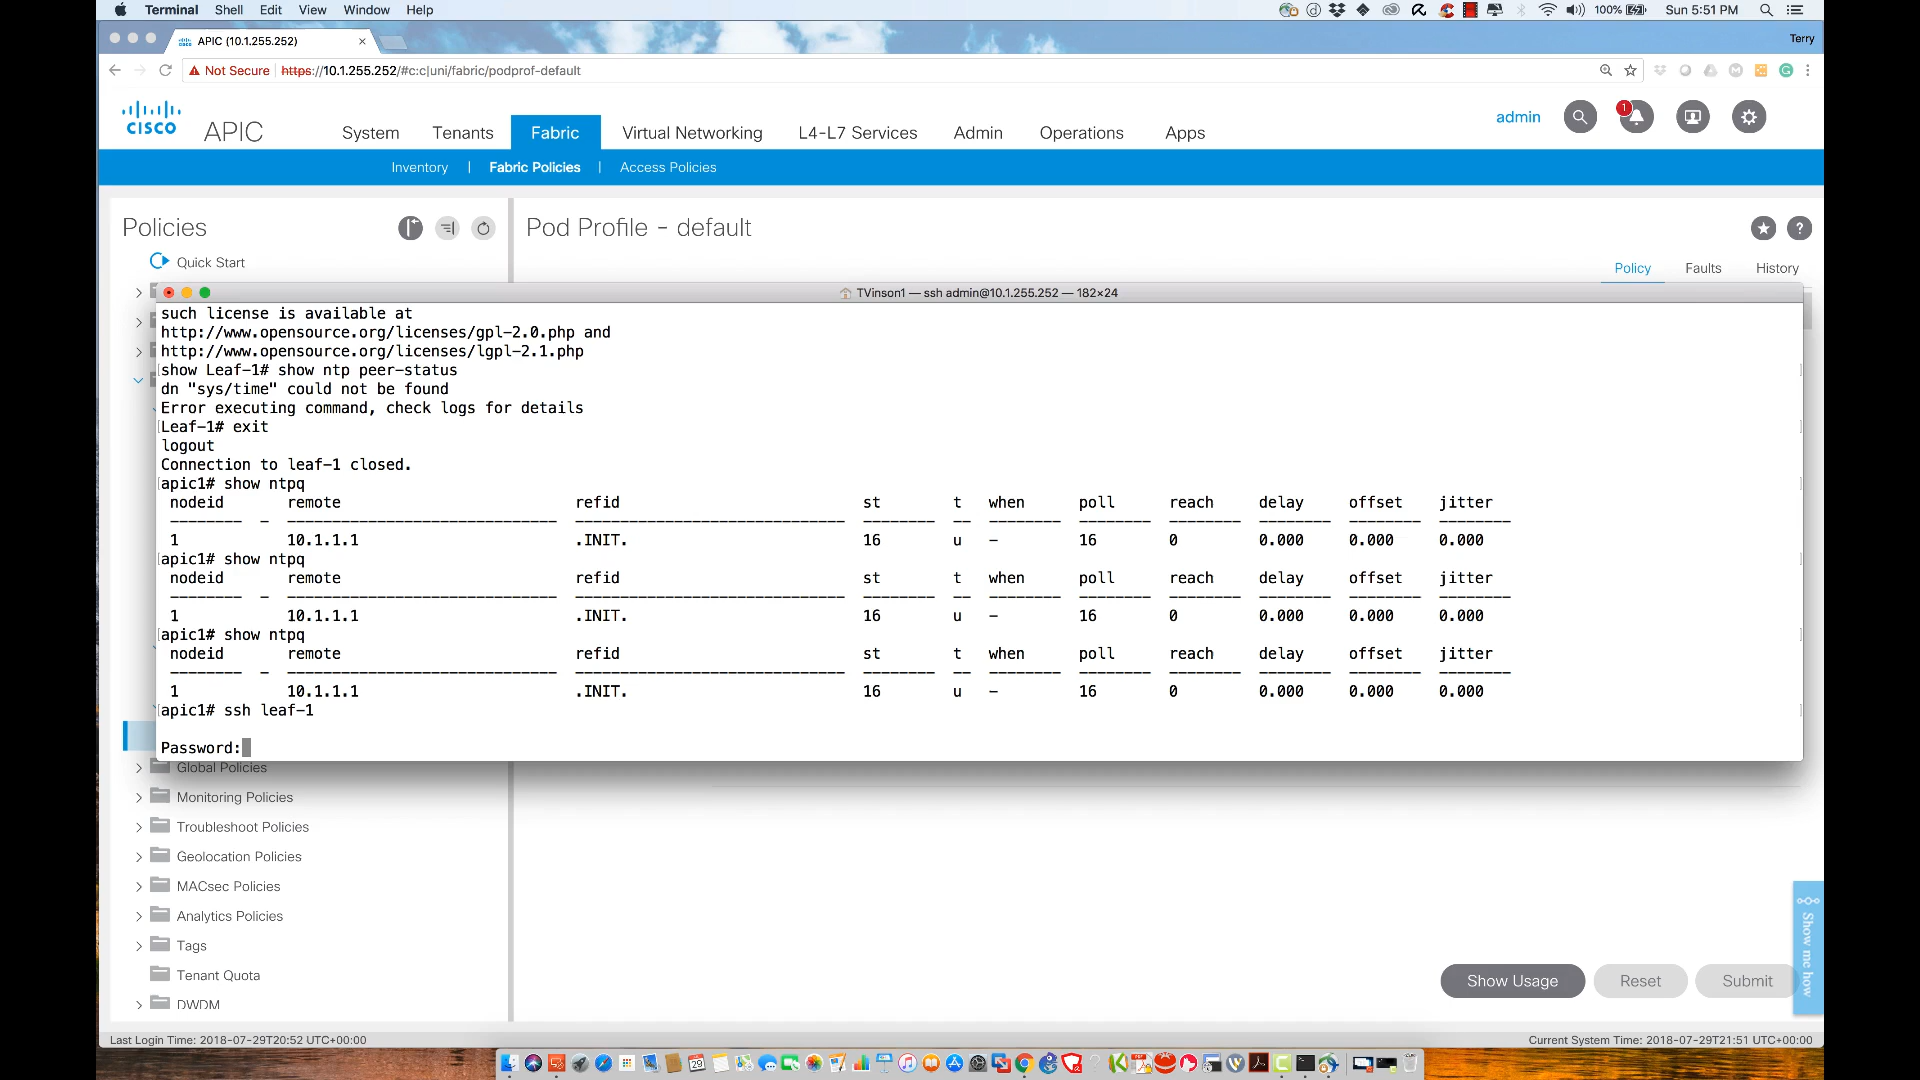 Terminal Shell Edit View Window Help 100% Sun 5:51 PM
APIC (10.1.255.252) Terry
Not Secure https://10.1.255.252/#c:c|uni/fabric/podprof-default
CISCO APIC System Tenants Fabric Virtual Networking L4-L7 Services Admin Operations Apps admin 1
Inventory | Fabric Policies | Access Policies
Policies
Pod Profile - default
Quick Start
Policy Faults History
TVinson1 — ssh admin@10.1.255.252 — 182×24
such license is available at
http://www.opensource.org/licenses/gpl-2.0.php and
http://www.opensource.org/licenses/lgpl-2.1.php
show Leaf-1# show ntp peer-status
dn "sys/time" could not be found
Error executing command, check logs for details
Leaf-1# exit
logout
Connection to leaf-1 closed.
apic1# show ntpq
nodeid remote refid st t when poll reach delay offset jitter
-------- - ------------------------------ ------------------------------ -------- -- -------- -------- -------- -------- -------- --------
1 10.1.1.1 .INIT. 16 u - 16 0 0.000 0.000 0.000
apic1# show ntpq
nodeid remote refid st t when poll reach delay offset jitter
-------- - ------------------------------ ------------------------------ -------- -- -------- -------- -------- -------- -------- --------
1 10.1.1.1 .INIT. 16 u - 16 0 0.000 0.000 0.000
apic1# show ntpq
nodeid remote refid st t when poll reach delay offset jitter
-------- - ------------------------------ ------------------------------ -------- -- -------- -------- -------- -------- -------- --------
1 10.1.1.1 .INIT. 16 u - 16 0 0.000 0.000 0.000
apic1# ssh leaf-1
Password:
Global Policies
Monitoring Policies
Troubleshoot Policies
Geolocation Policies
MACsec Policies
Analytics Policies
Tags
Tenant Quota
DWDM
Show me how
Show Usage Reset Submit
Last Login Time: 2018-07-29T20:52 UTC+00:00
Current System Time: 2018-07-29T21:51 UTC+00:00